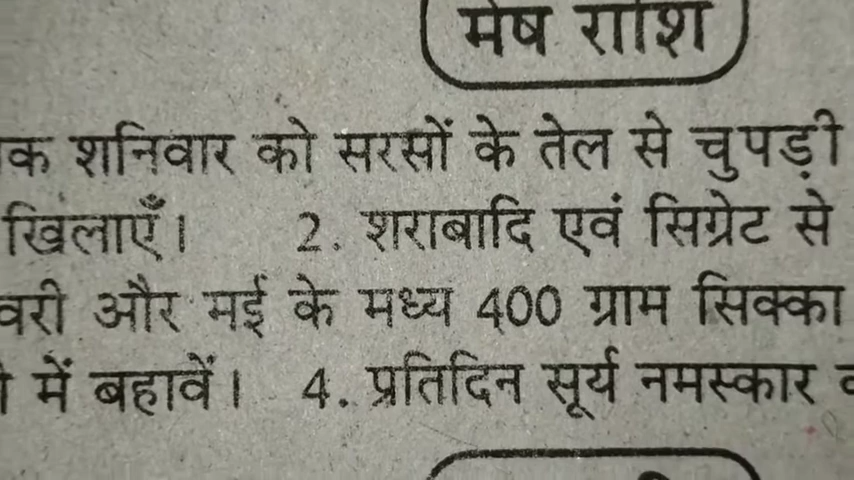 मेष राशि
क शनिवार को सरसों के तेल से चुपड़ी
खिलाएँ। 2. शराबादि एवं सिग्रेट से
वरी और मई के मध्य 400 ग्राम सिक्का
में बहावें। 4. प्रतिदिन सूर्य नमस्कार